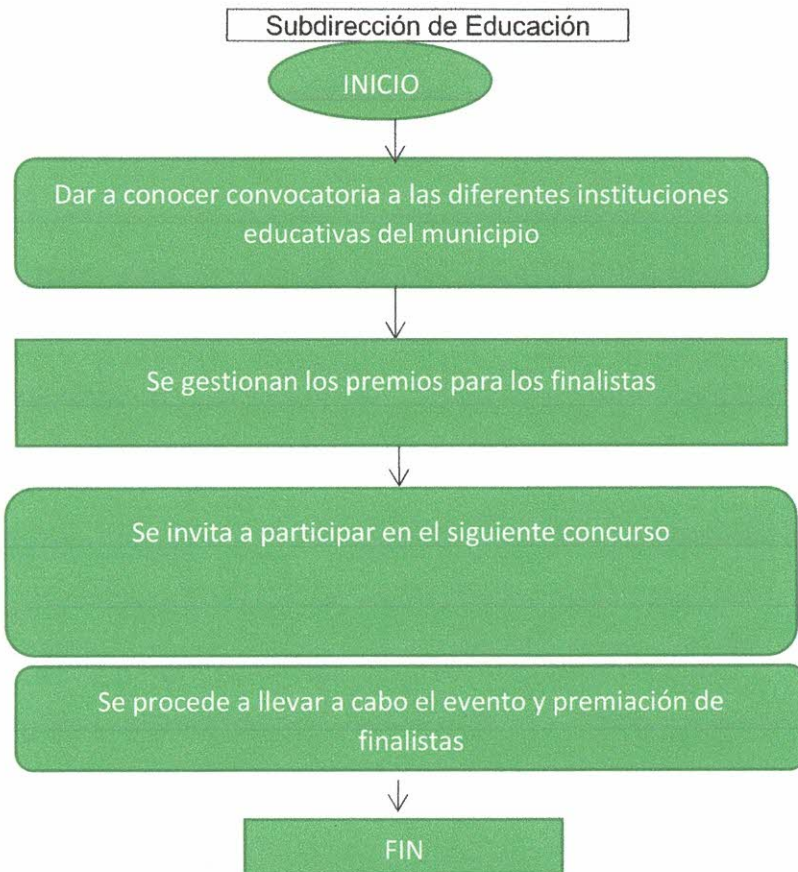 Subdirección de Educación
INICIO
Dar a conocer convocatoria a las diferentes instituciones
educativas del municipio
Se gestionan los premios para los finalistas
Se invita a participar en el siguiente concurso
Se procede a llevar a cabo el evento y premiación de
finalistas
FIN